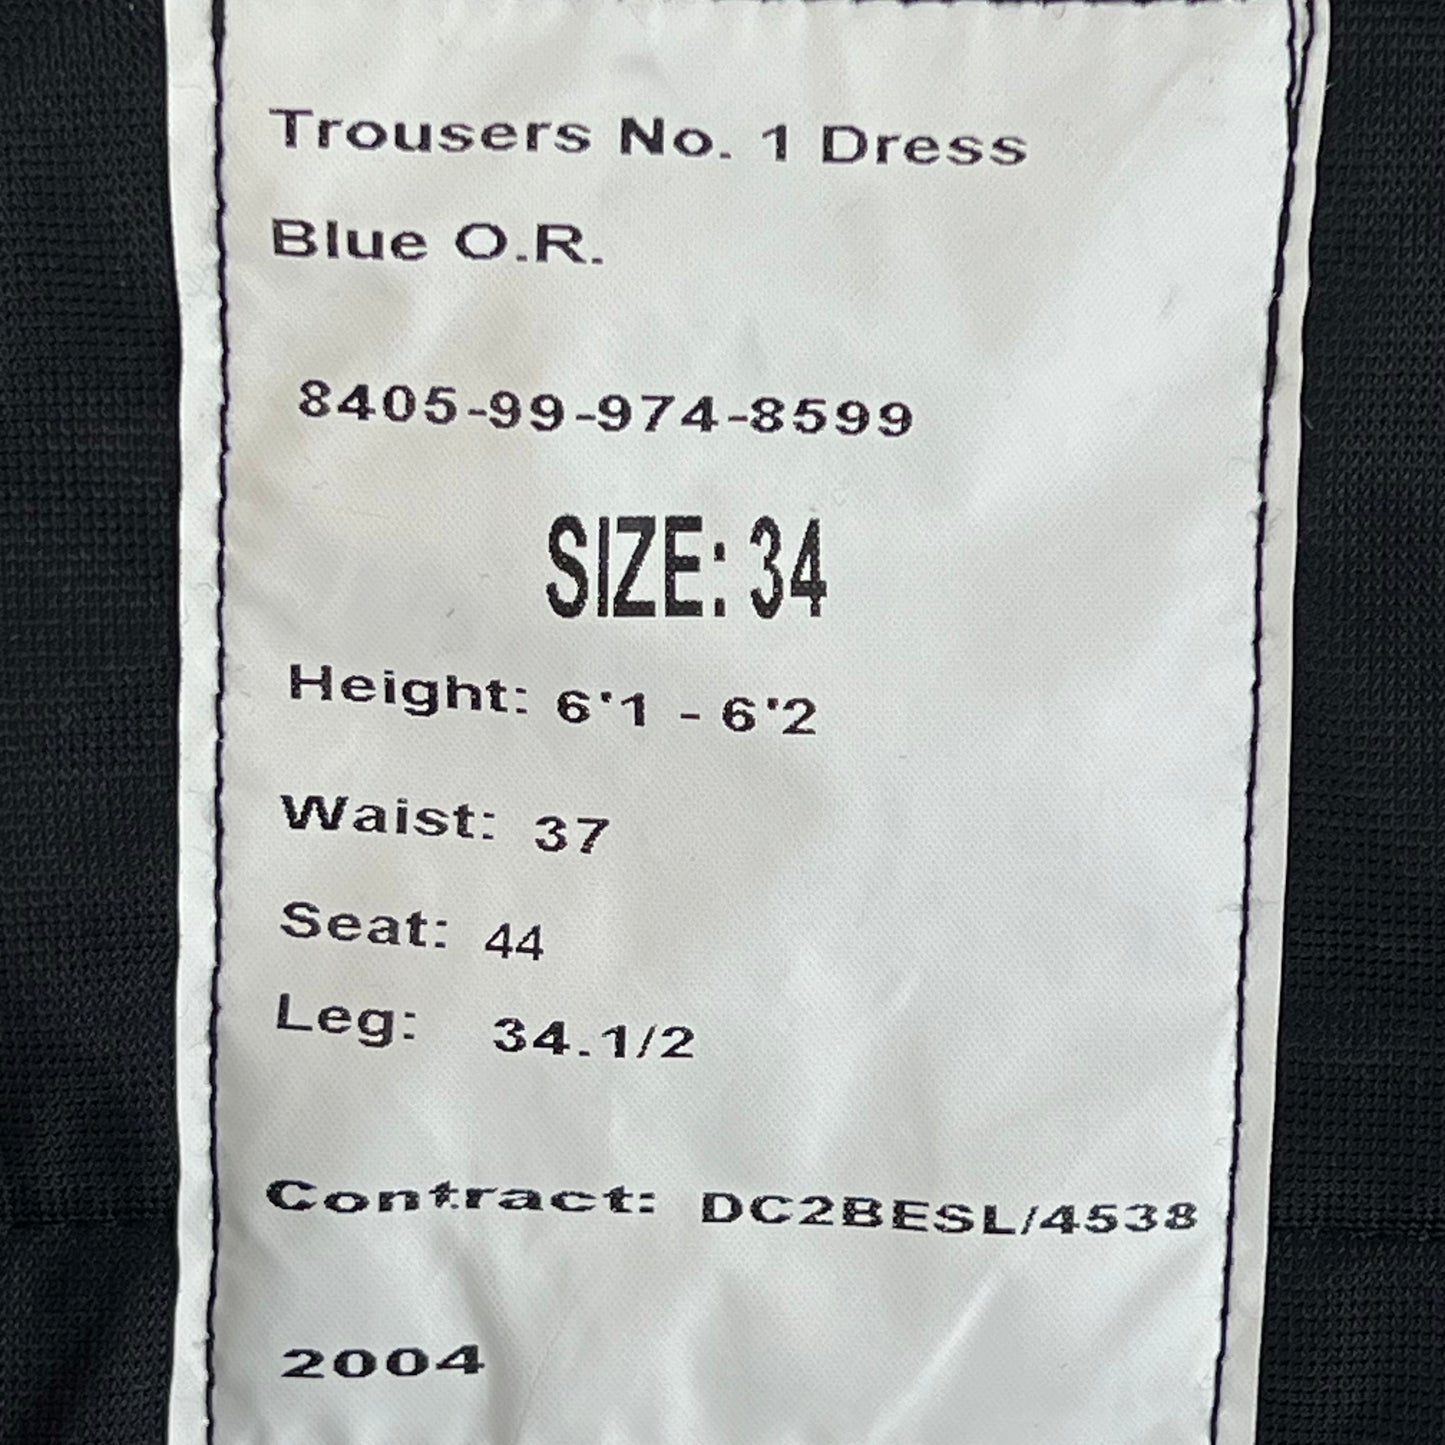 Trousers No. 1 Dress
Blue O.R.
8405-99-974-8599
SIZE: 34
Height: 6'1 - 6'2
Waist: 37
Seat: 44
Leg: 34.1/2
Contract: DC2BESL/4538
2004